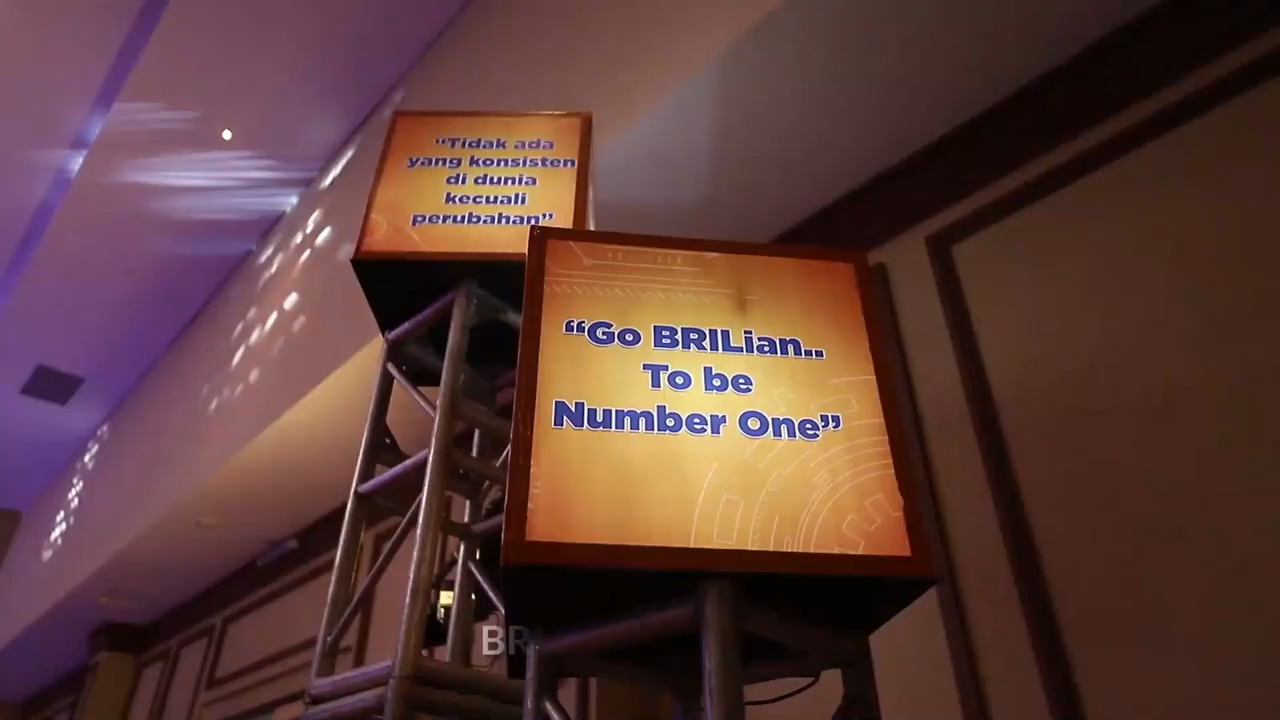 “Tidak ada
yang konsisten
di dunia
kecuali
perubahan”
“Go BRILian..
To be
Number One”